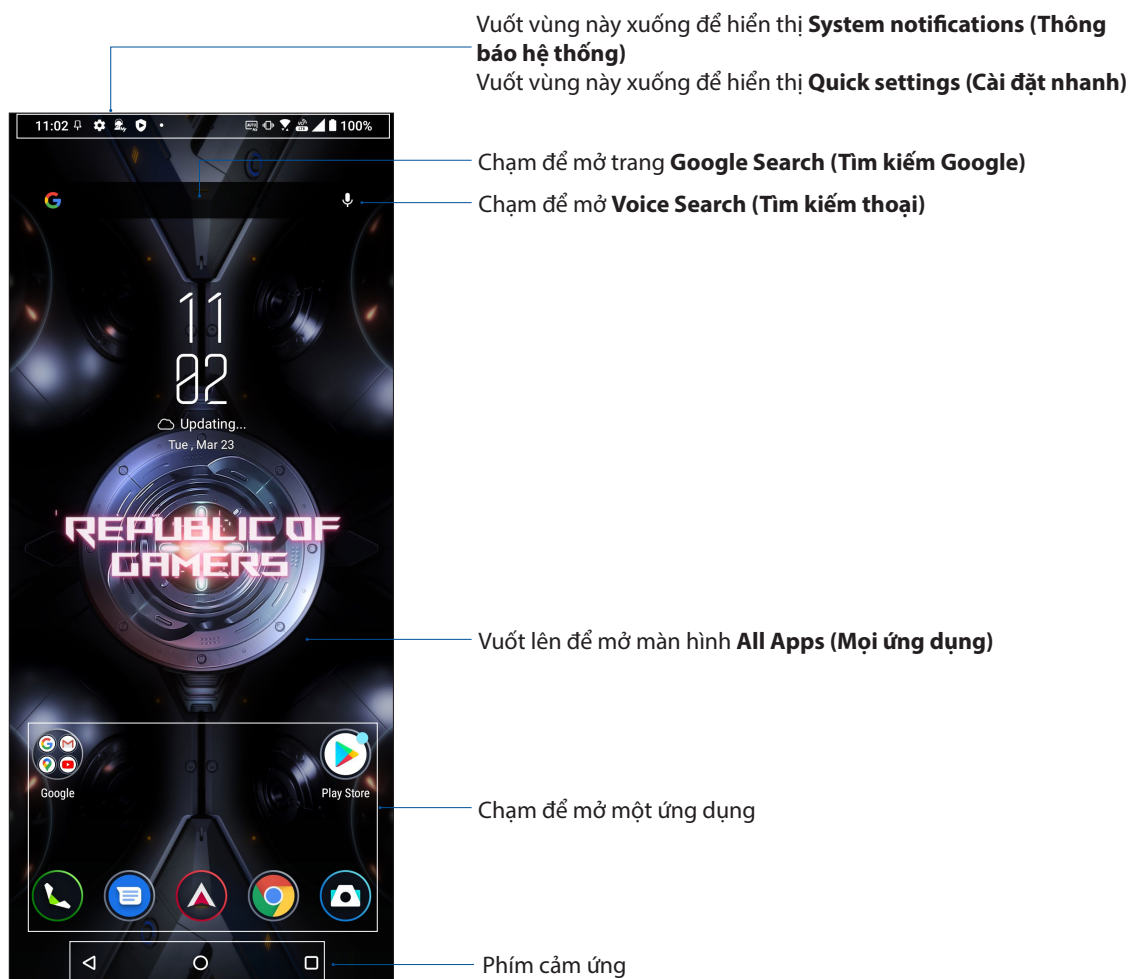 Vuốt vùng này xuống để hiển thị System notifications (Thông
báo hệ thống)
Vuốt vùng này xuống để hiển thị Quick settings (Cài đặt nhanh)
11:02 100%
Chạm để mở trang Google Search (Tìm kiếm Google)
Chạm để mở Voice Search (Tìm kiếm thoại)
11
02
Updating...
Tue , Mar 23
REPUBLIC OF
GAMERS
Vuốt lên để mở màn hình All Apps (Mọi ứng dụng)
Google Play Store
Chạm để mở một ứng dụng
Phím cảm ứng